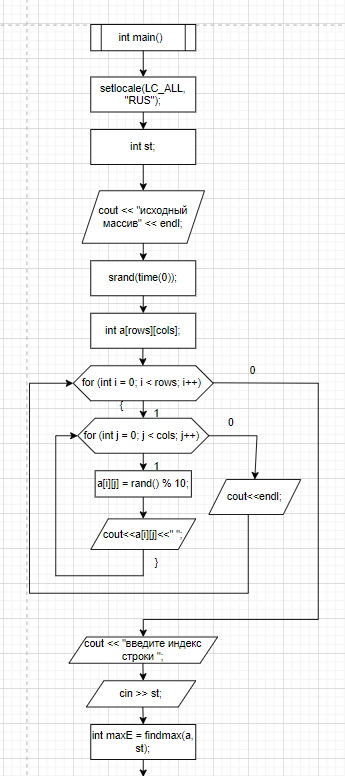 int main()
setlocale(LC_ALL,
"RUS");
int st;
cout << "исходный
массив" << endl;
srand(time(0));
int a[rows][cols];
for (int i = 0; i < rows; i++)
0
{
1
for (int j = 0; j < cols; j++)
0
1
a[i][j] = rand() % 10;
cout<<endl;
cout<<a[i][j]<<" ";
}
cout << "введите индекс
строки ";
cin >> st;
int maxE = findmax(a,
st);